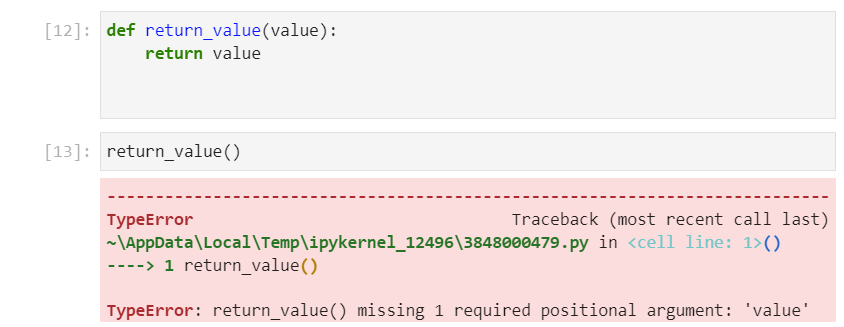 [12]: def return_value(value):
    return value
[13]: return_value()
---------------------------------------------------------------------------
TypeError                                 Traceback (most recent call last)
~\AppData\Local\Temp\ipykernel_12496\3848000479.py in <cell line: 1>()
----> 1 return_value()
TypeError: return_value() missing 1 required positional argument: 'value'